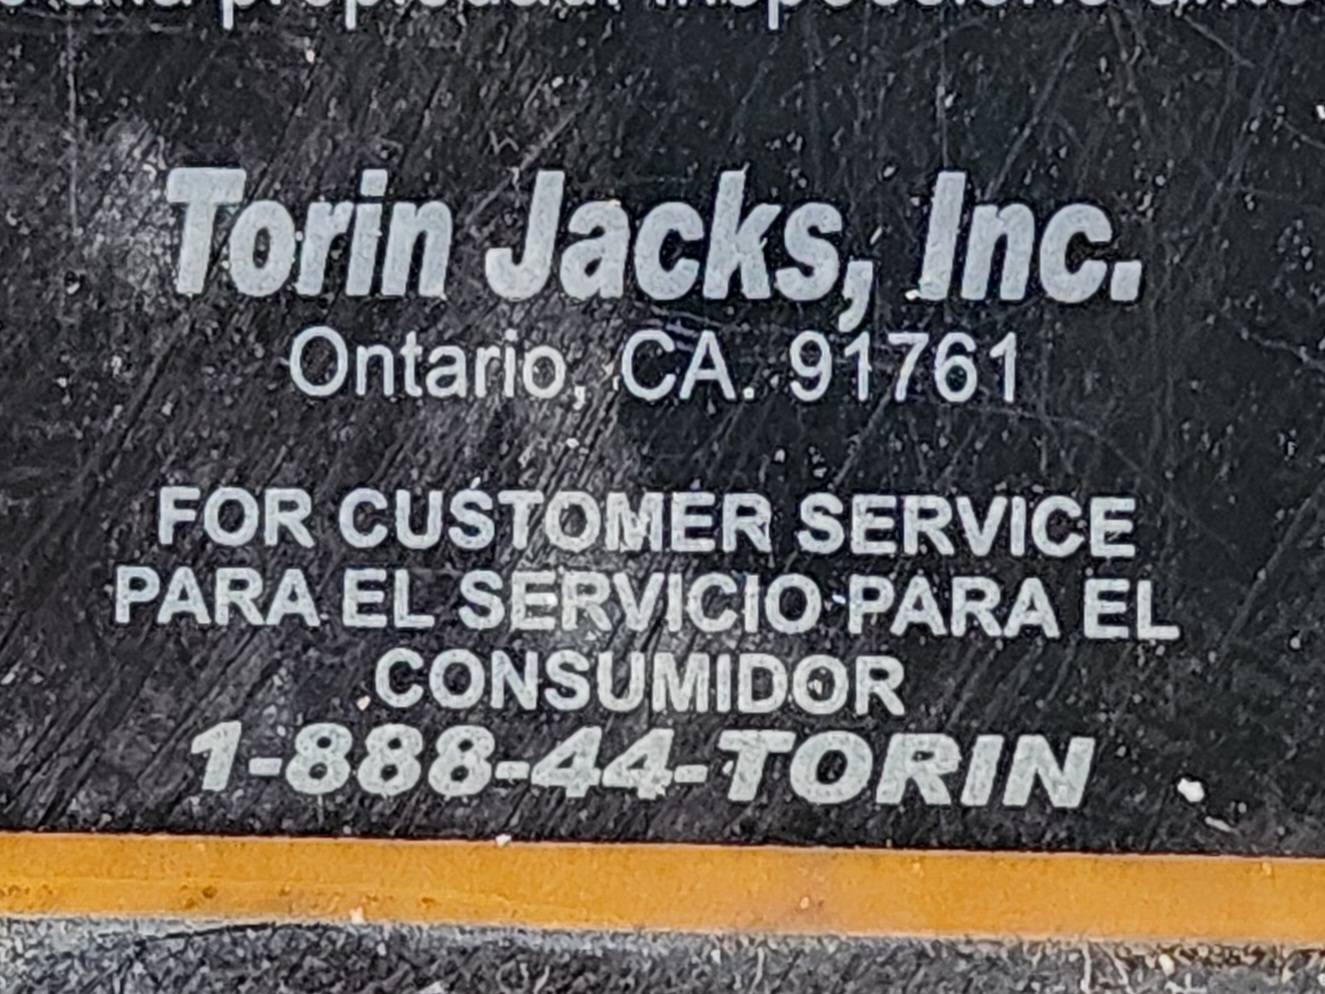 Torin Jacks, Inc.
Ontario, CA. 91761
FOR CUSTOMER SERVICE
PARA EL SERVICIO PARA EL
CONSUMIDOR
1-888-44-TORIN